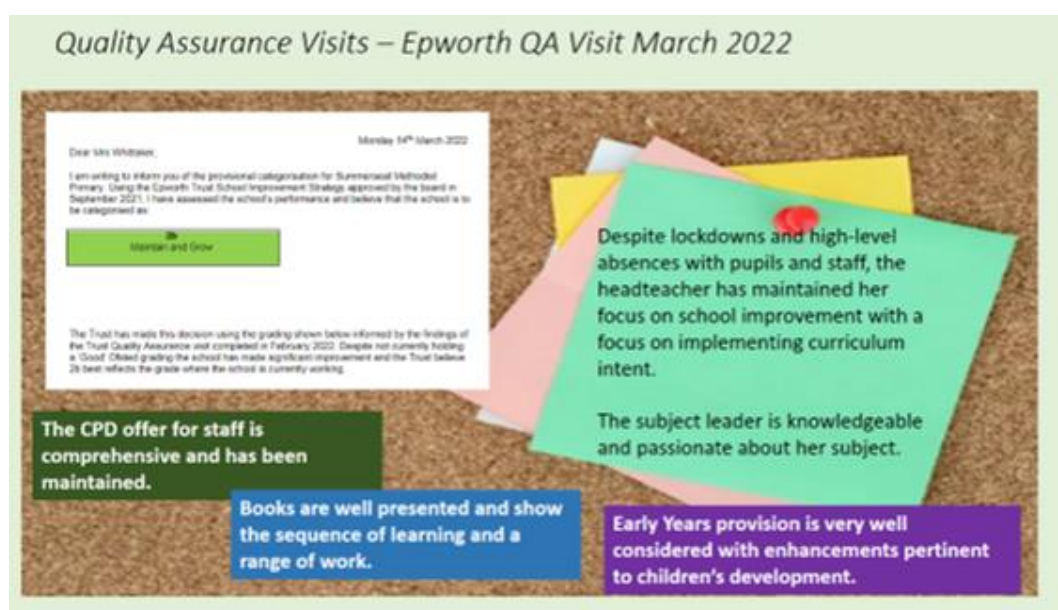 Quality Assurance Visits – Epworth QA Visit March 2022
Monday 14th March 2022
Dear Mrs Whittaker,
I am writing to inform you of the provisional categorisation for Summerseat Methodist
Primary. Using the Epworth Trust School Improvement Strategy approved by the board in
September 2021, I have assessed the school's performance and believe that the school is to
be categorised as:
2b
Maintain and Grow
The Trust has made this decision using the grading shown below informed by the findings of
the Trust Quality Assurance visit completed in February 2022. Despite not currently holding
a 'Good' Ofsted grading the school has made significant improvement and the Trust believe
2b best reflects the grade where the school is currently working.
Despite lockdowns and high-level
absences with pupils and staff, the
headteacher has maintained her
focus on school improvement with a
focus on implementing curriculum
intent.
The subject leader is knowledgeable
and passionate about her subject.
The CPD offer for staff is
comprehensive and has been
maintained.
Books are well presented and show
the sequence of learning and a
range of work.
Early Years provision is very well
considered with enhancements pertinent
to children's development.